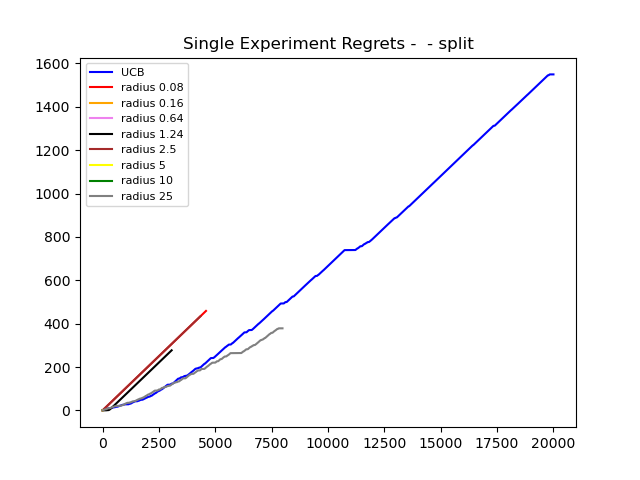 Single Experiment Regrets -  - split
1600
1400
1200
1000
800
600
400
200
0
UCB
radius 0.08
radius 0.16
radius 0.64
radius 1.24
radius 2.5
radius 5
radius 10
radius 25
0 2500 5000 7500 10000 12500 15000 17500 20000